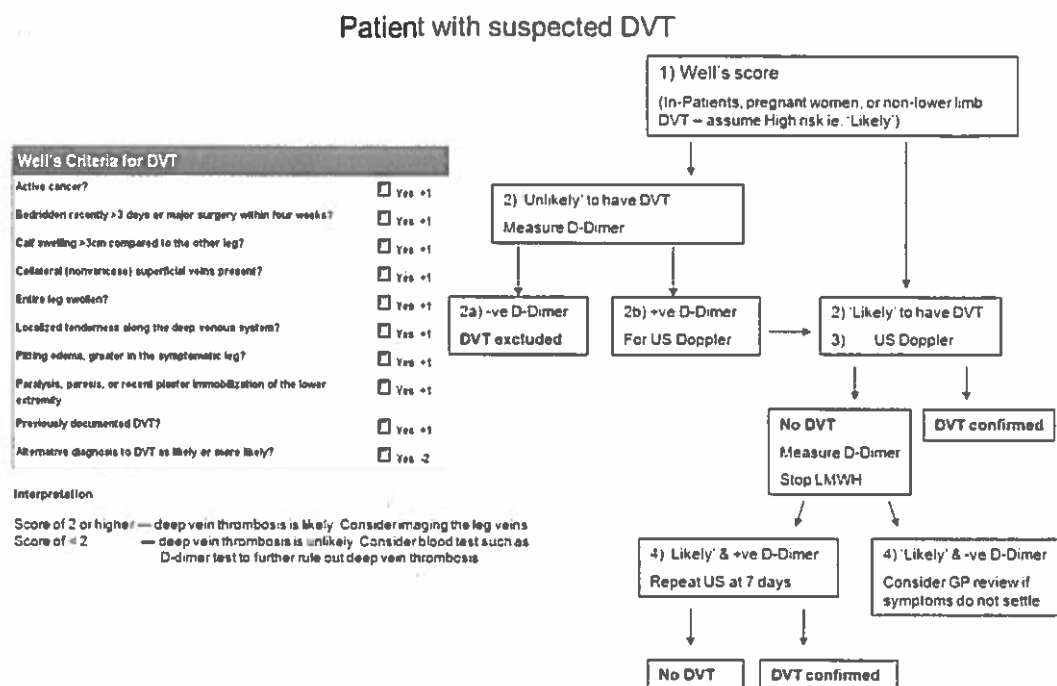 Patient with suspected DVT
1) Well's score
(In-Patients, pregnant women, or non-lower limb
DVT – assume High risk ie. 'Likely')
Well's Criteria for DVT
Active cancer?
Yes +1
Bedridden recently >3 days or major surgery within four weeks?
Yes +1
Calf swelling >3cm compared to the other leg?
Yes +1
Collateral (nonvaricose) superficial veins present?
Yes +1
Entire leg swollen?
Yes +1
Localized tenderness along the deep venous system?
Yes +1
Pitting edema, greater in the symptomatic leg?
Yes +1
Paralysis, paresis, or recent plaster immobilization of the lower
extremity
Yes +1
Previously documented DVT?
Yes +1
Alternative diagnosis to DVT as likely or more likely?
Yes -2
Interpretation
Score of 2 or higher — deep vein thrombosis is likely. Consider imaging the leg veins
Score of < 2 — deep vein thrombosis is unlikely. Consider blood test such as
D-dimer test to further rule out deep vein thrombosis
2) 'Unlikely' to have DVT
Measure D-Dimer
2a) -ve D-Dimer
DVT excluded
2b) +ve D-Dimer
For US Doppler
2) 'Likely' to have DVT
3) US Doppler
No DVT
Measure D-Dimer
Stop LMWH
DVT confirmed
4) 'Likely' & +ve D-Dimer
Repeat US at 7 days
4) 'Likely' & -ve D-Dimer
Consider GP review if
symptoms do not settle
No DVT
DVT confirmed